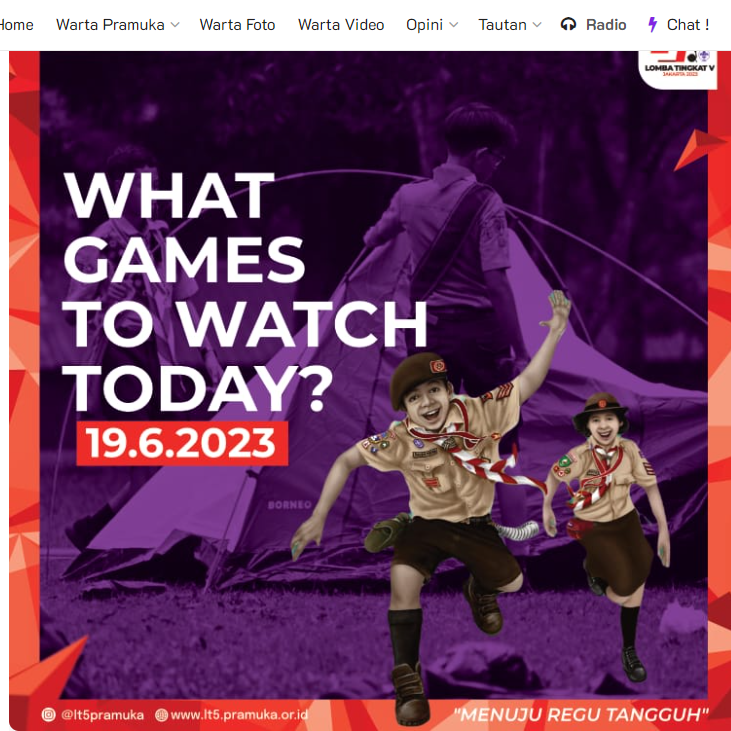 Home Warta Pramuka Warta Foto Warta Video Opini Tautan Radio Chat !
LOMBA TINGKAT V
JAKARTA 2023
WHAT
GAMES
TO WATCH
TODAY?
19.6.2023
BORNEO
@lt5pramuka www.lt5.pramuka.or.id
"MENUJU REGU TANGGUH"